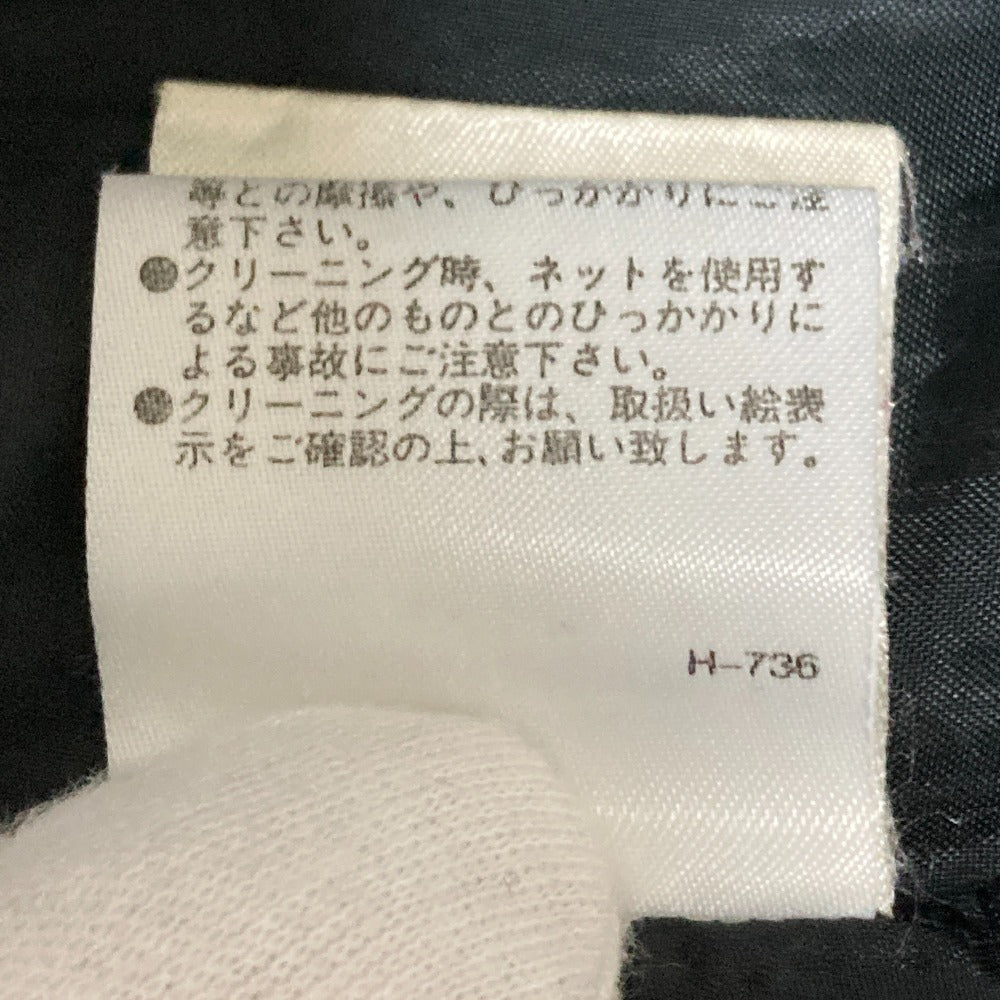 等との摩擦や、ひっかかりにご注
意下さい。
●クリーニング時、ネットを使用す
るなど他のものとのひっかかりに
よる事故にご注意下さい。
●クリーニングの際は、取扱い絵表
示をご確認の上、お願い致します。
H-736